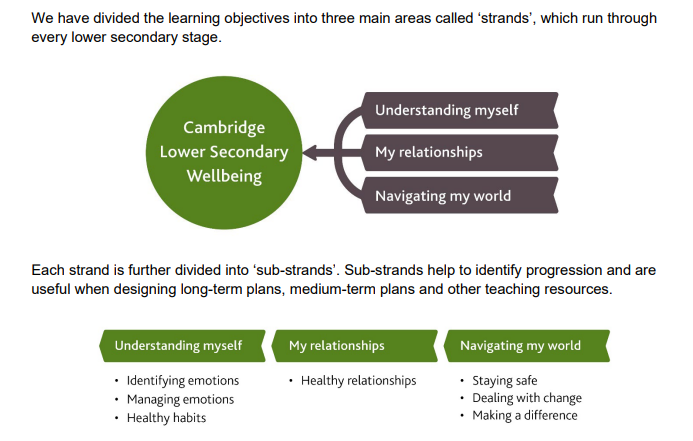 We have divided the learning objectives into three main areas called ‘strands’, which run through
every lower secondary stage.
Cambridge
Lower Secondary
Wellbeing
Understanding myself
My relationships
Navigating my world
Each strand is further divided into ‘sub-strands’. Sub-strands help to identify progression and are
useful when designing long-term plans, medium-term plans and other teaching resources.
Understanding myself
• Identifying emotions
• Managing emotions
• Healthy habits
My relationships
• Healthy relationships
Navigating my world
• Staying safe
• Dealing with change
• Making a difference